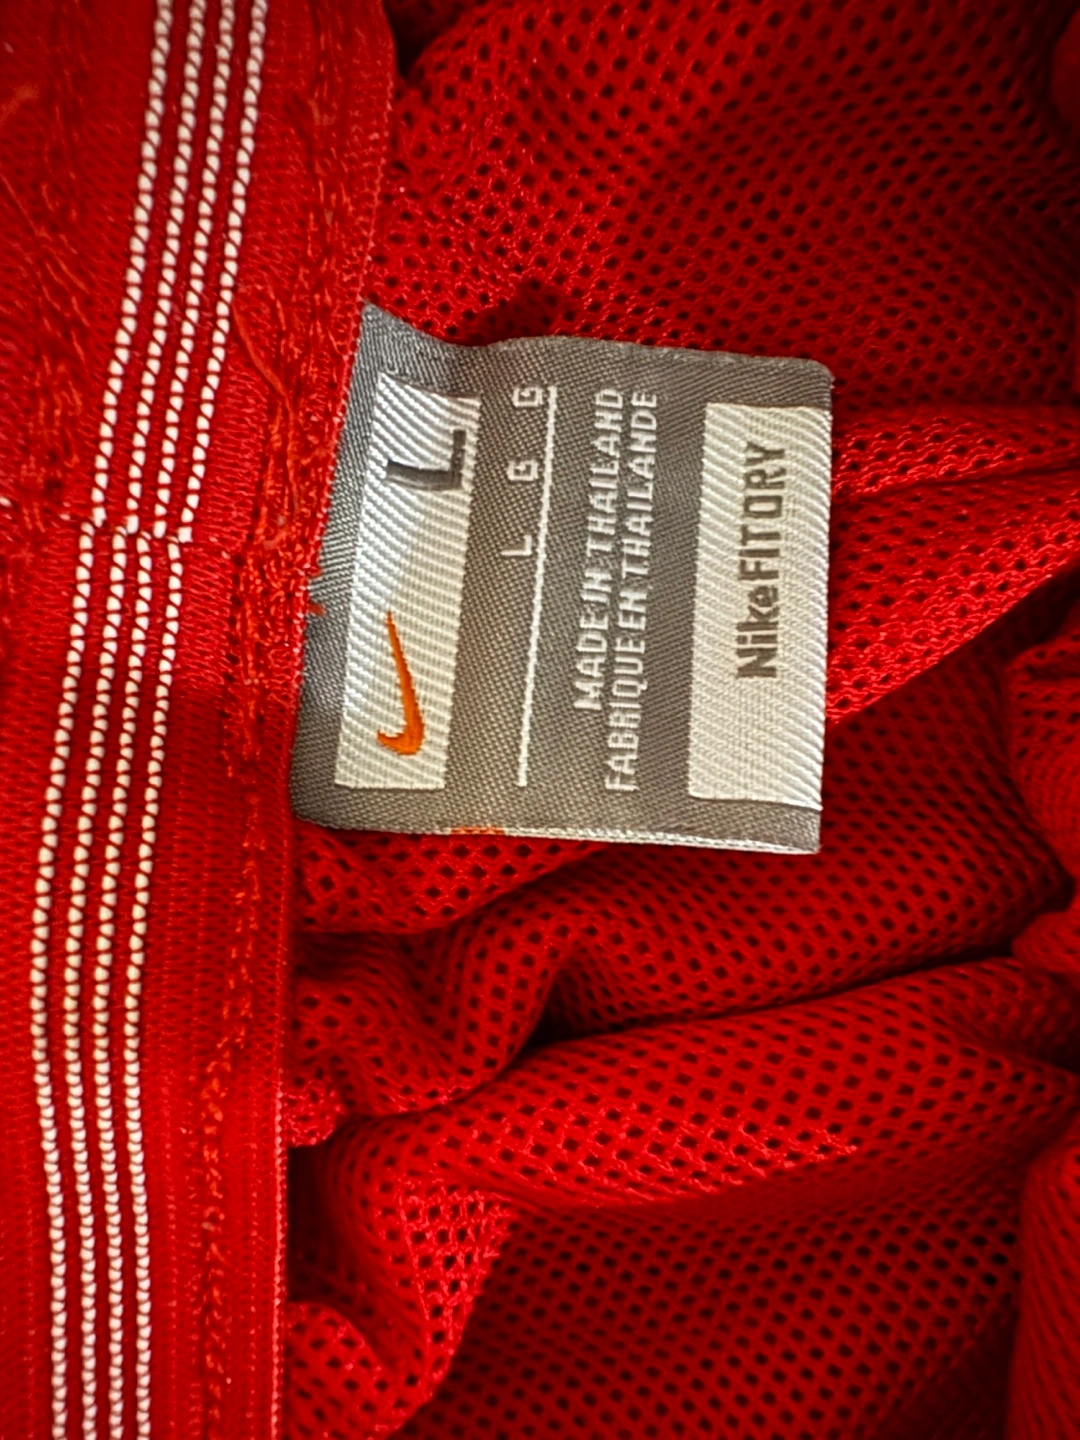 L
L G G
MADE IN THAILAND
FABRIQUE EN THAILANDE
NikeFIT DRY